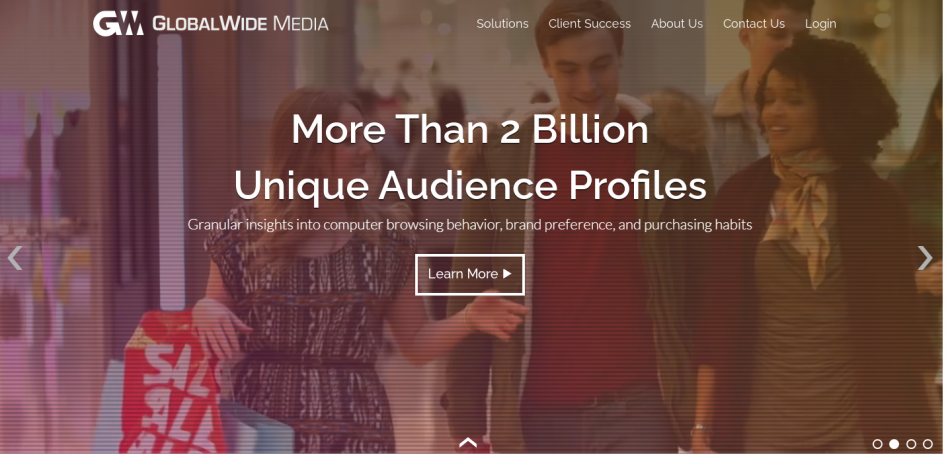 GW GLOBALWIDE MEDIA
Solutions Client Success About Us Contact Us Login
More Than 2 Billion
Unique Audience Profiles
Granular insights into computer browsing behavior, brand preference, and purchasing habits
Learn More
SALE